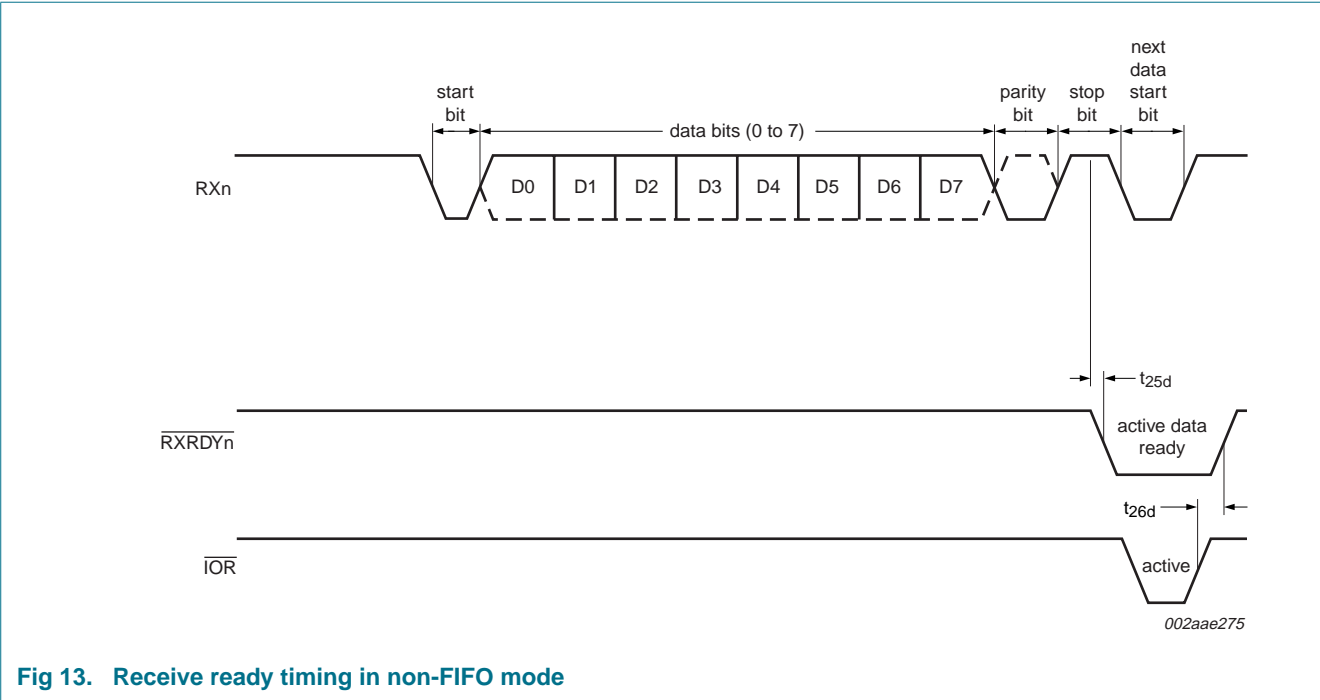 next
data
start
bit
start
bit
parity
bit
stop
bit
data bits (0 to 7)
RXn
D0 D1 D2 D3 D4 D5 D6 D7
t25d
RXRDYn
active data
ready
t26d
IOR
active
002aae275
Fig 13. Receive ready timing in non-FIFO mode